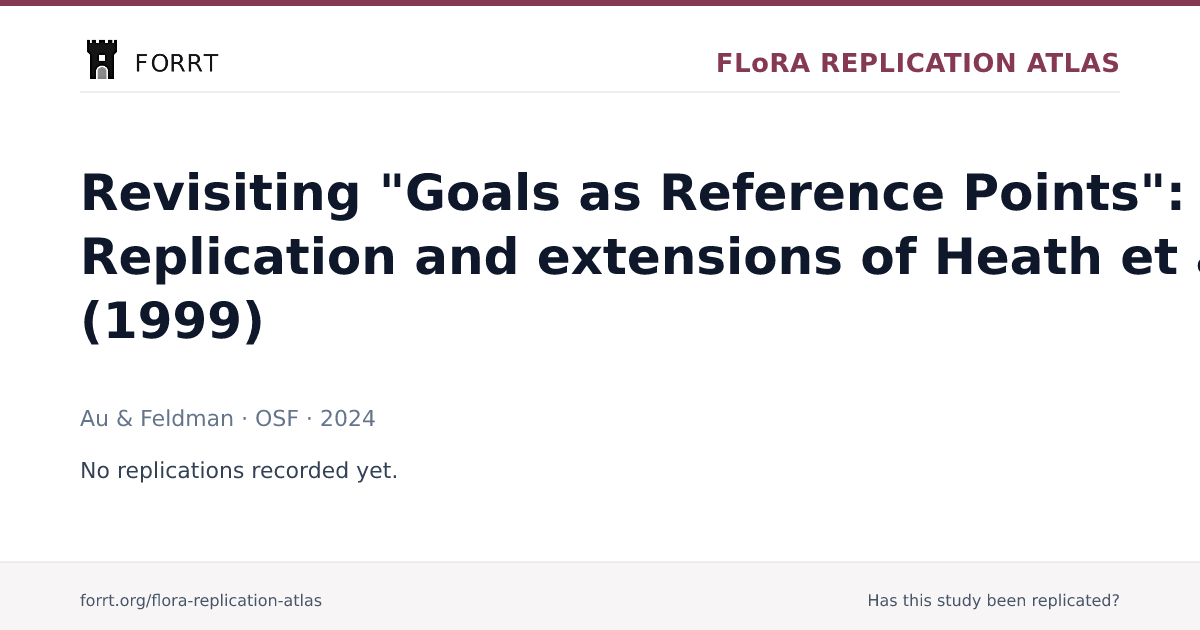 FORRT
FLoRA REPLICATION ATLAS
Revisiting "Goals as Reference Points":
Replication and extensions of Heath et
(1999)
Au & Feldman · OSF · 2024
No replications recorded yet.
forrt.org/flora-replication-atlas
Has this study been replicated?